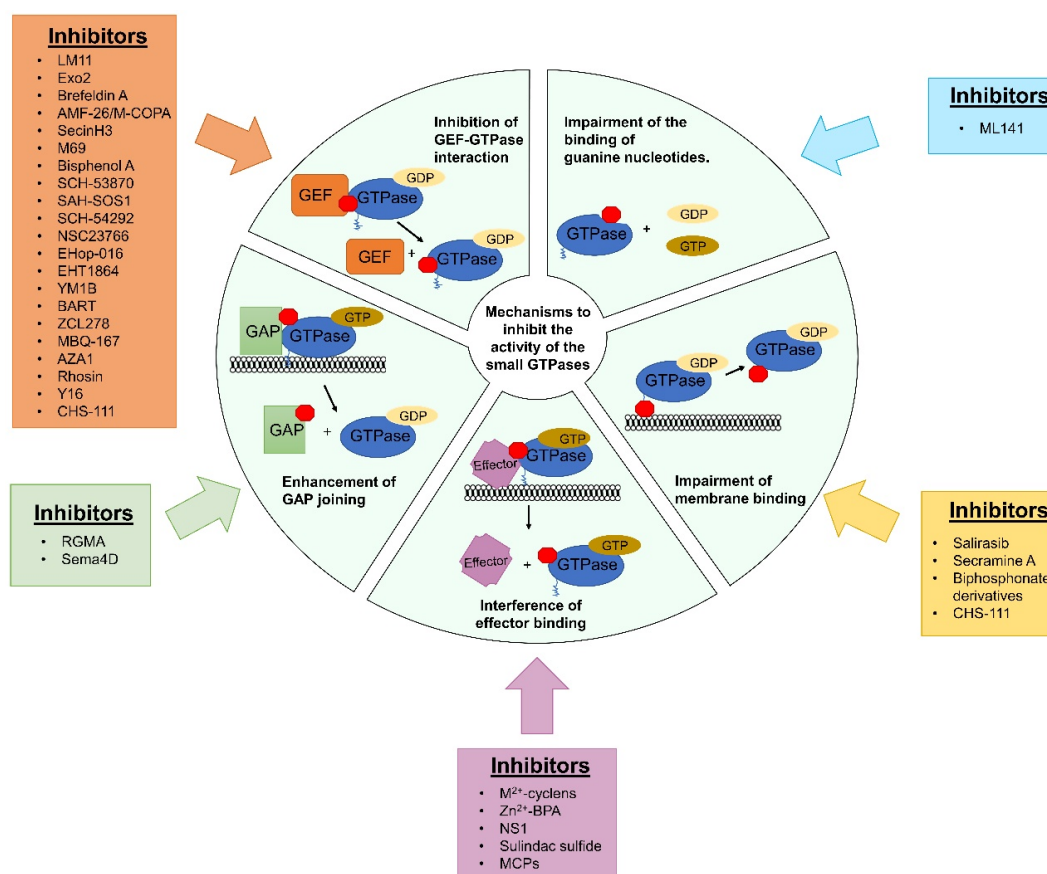 Inhibitors
• LM11
• Exo2
• Brefeldin A
• AMF-26/M-COPA
• SecinH3
• M69
• Bisphenol A
• SCH-53870
• SAH-SOS1
• SCH-54292
• NSC23766
• EHop-016
• EHT1864
• YM1B
• BART
• ZCL278
• MBQ-167
• AZA1
• Rhosin
• Y16
• CHS-111
Inhibition of
GEF-GTPase
interaction
GEF
GTPase
GDP
GEF
+
GTPase
GDP
Impairment of the
binding of
guanine nucleotides.
GTPase
+
GDP
GTP
Inhibitors
• ML141
Mechanisms to
inhibit the
activity of the
small GTPases
GAP
GTPase
GTP
GAP
+
GTPase
GDP
Enhancement of
GAP joining
GTPase
GDP
GTPase
GDP
Impairment of
membrane binding
Effector
GTPase
GTP
Effector
+
GTPase
GTP
Interference of
effector binding
Inhibitors
• RGMA
• Sema4D
Inhibitors
• Salirasib
• Secramine A
• Biphosphonate
derivatives
• CHS-111
Inhibitors
• M²⁺-cyclens
• Zn²⁺-BPA
• NS1
• Sulindac sulfide
• MCPs